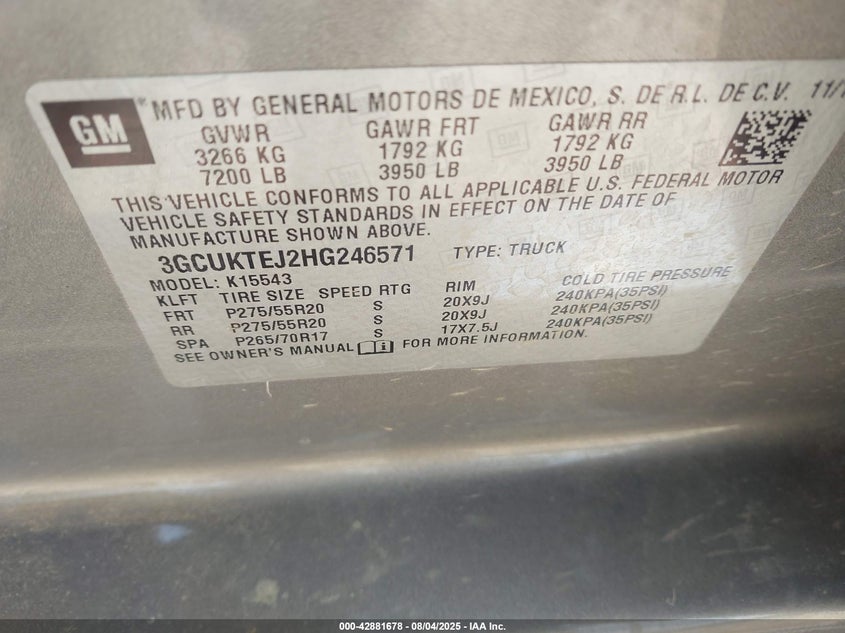 GM
MFD BY GENERAL MOTORS DE MEXICO, S. DE R.L. DE C.V. 11/
GVWR GAWR FRT GAWR RR
3266 KG 1792 KG 1792 KG
7200 LB 3950 LB 3950 LB
THIS VEHICLE CONFORMS TO ALL APPLICABLE U.S. FEDERAL MOTOR
VEHICLE SAFETY STANDARDS IN EFFECT ON THE DATE OF
MANUFACTURE SHOWN ABOVE.
3GCUKTEJ2HG246571 TYPE: TRUCK
MODEL: K15543
KLFT TIRE SIZE SPEED RTG RIM COLD TIRE PRESSURE
FRT P275/55R20 S 20X9J 240KPA(35PSI)
RR P275/55R20 S 20X9J 240KPA(35PSI)
SPA P265/70R17 S 17X7.5J 240KPA(35PSI)
SEE OWNER'S MANUAL FOR MORE INFORMATION.
000-42881678 - 08/04/2025 - IAA Inc.